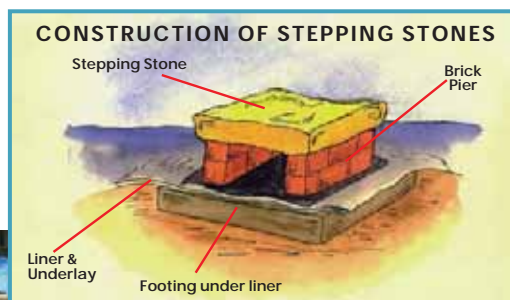 CONSTRUCTION OF STEPPING STONES
Stepping Stone
Brick
Pier
Liner &
Underlay
Footing under liner